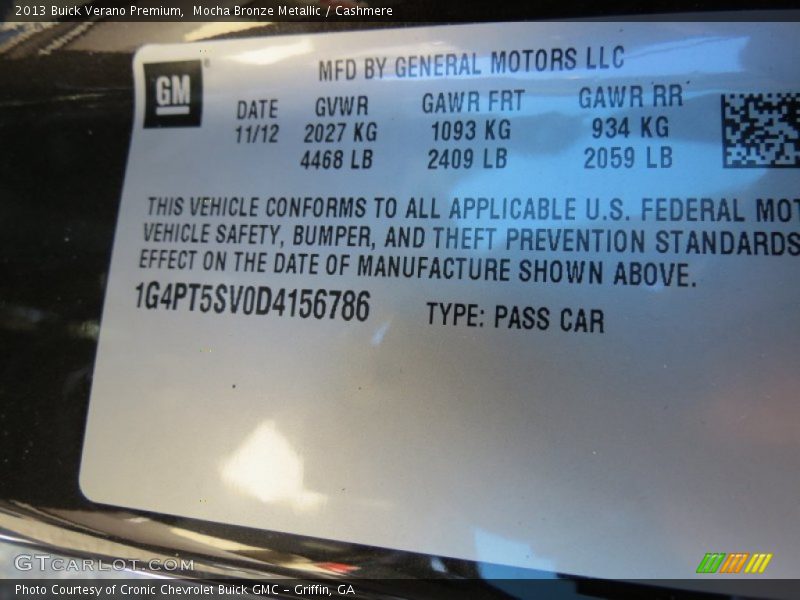 2013 Buick Verano Premium, Mocha Bronze Metallic / Cashmere
GM
MFD BY GENERAL MOTORS LLC
DATE GVWR GAWR FRT GAWR RR
11/12 2027 KG 1093 KG 934 KG
4468 LB 2409 LB 2059 LB
THIS VEHICLE CONFORMS TO ALL APPLICABLE U.S. FEDERAL MOT
VEHICLE SAFETY, BUMPER, AND THEFT PREVENTION STANDARDS
EFFECT ON THE DATE OF MANUFACTURE SHOWN ABOVE.
1G4PT5SV0D4156786 TYPE: PASS CAR
GTCARLOT.COM
Photo Courtesy of Cronic Chevrolet Buick GMC – Griffin, GA